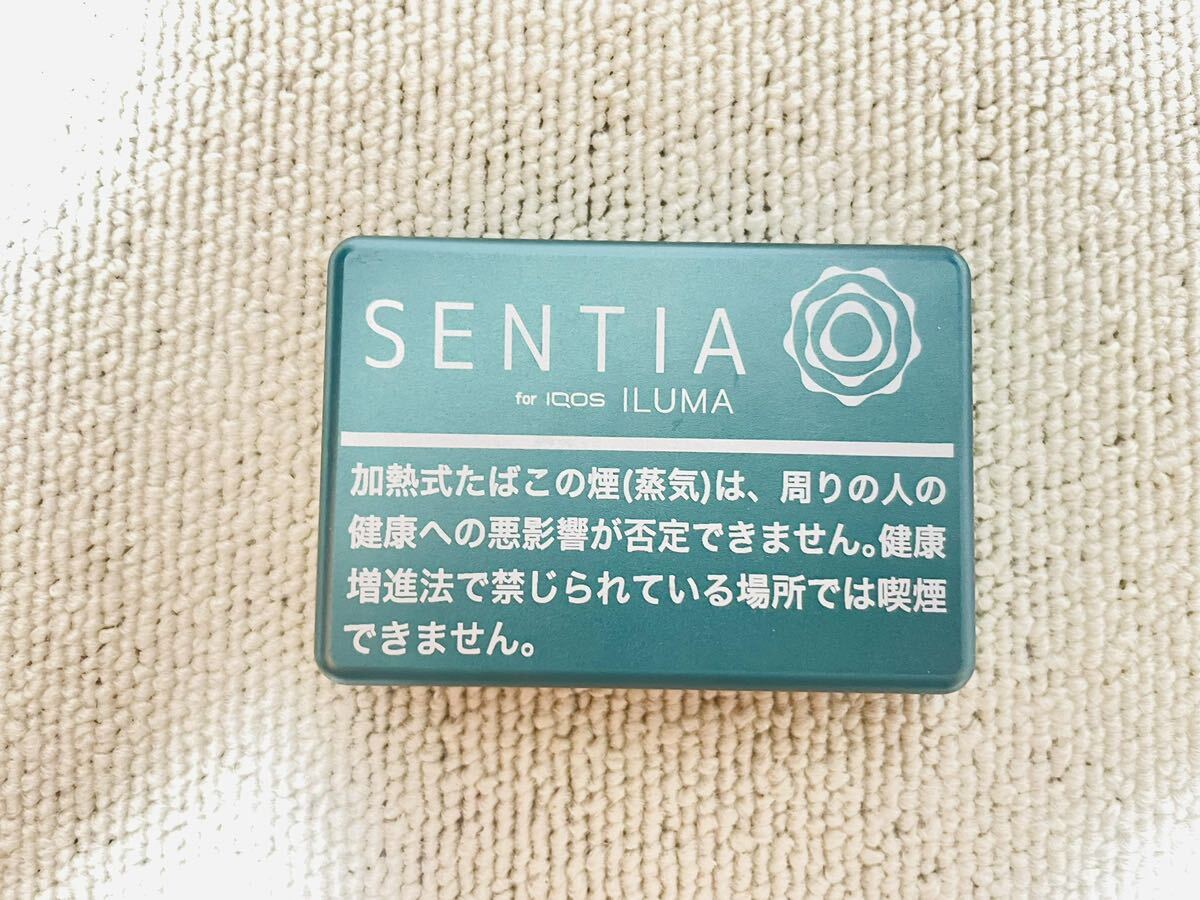 SENTIA
for IQOS ILUMA
加熱式たばこの煙(蒸気)は、周りの人の
健康への悪影響が否定できません。健康
増進法で禁じられている場所では喫煙
できません。